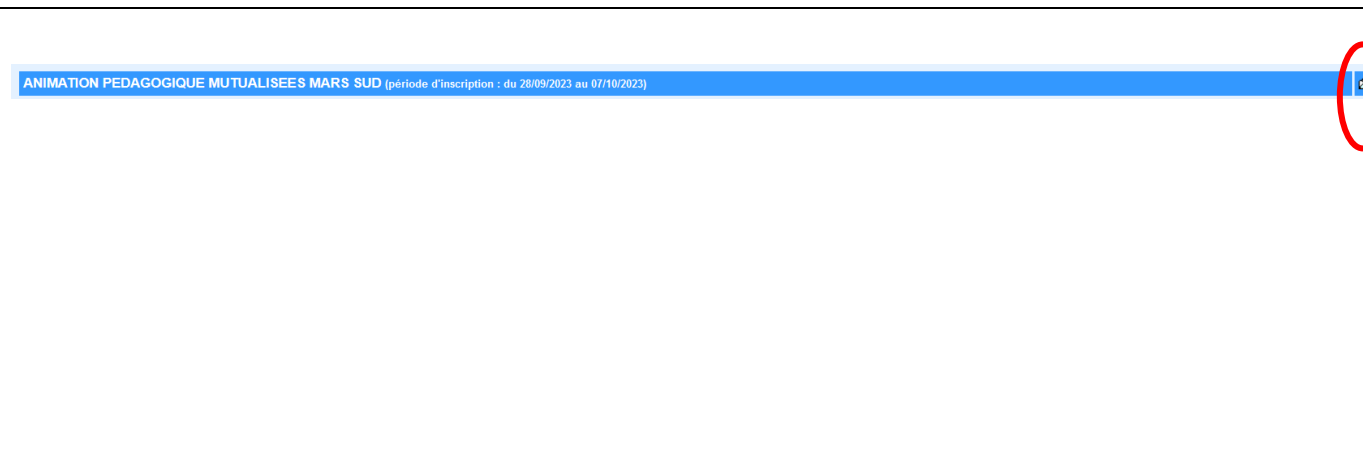 ANIMATION PEDAGOGIQUE MUTUALISEES MARS SUD (période d'inscription : du 28/09/2023 au 07/10/2023)